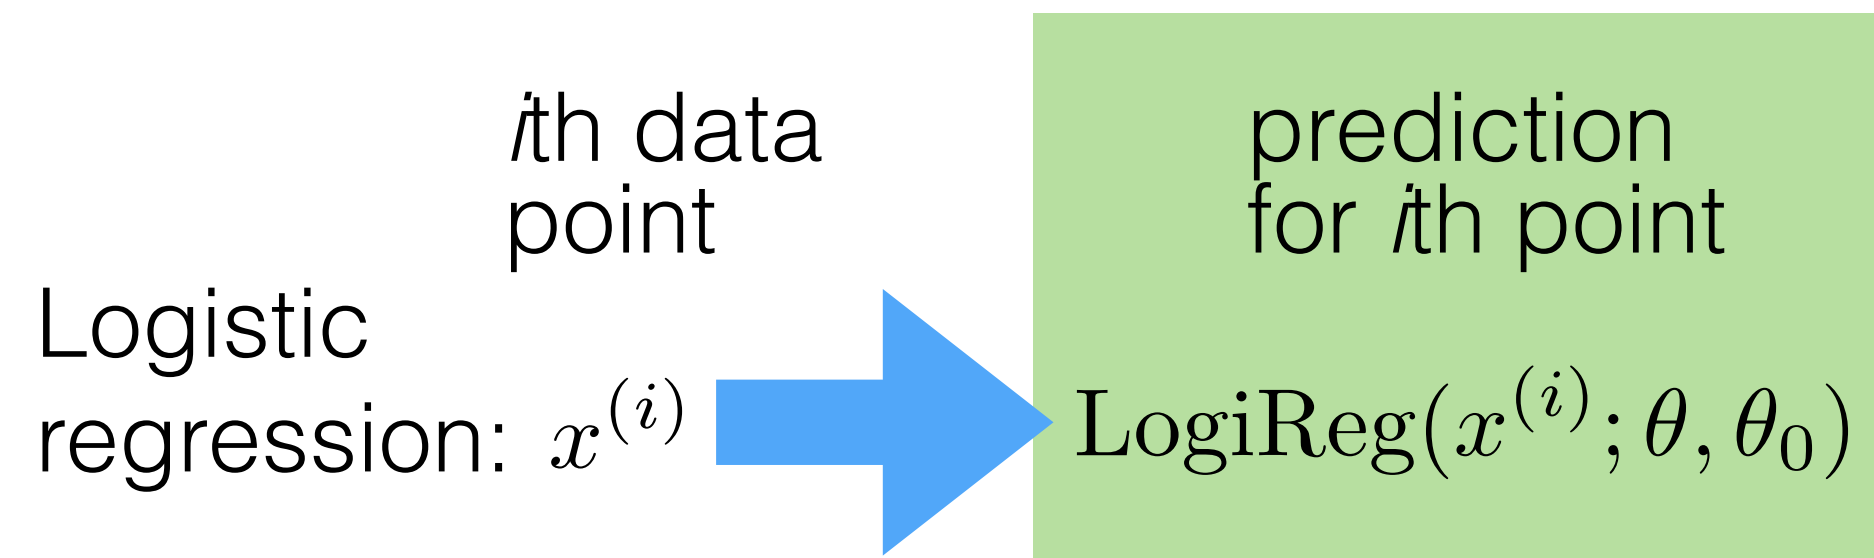 ith data
point
prediction
for ith point
Logistic
regression: x^{(i)}
LogiReg(x^{(i)}; θ, θ_0)